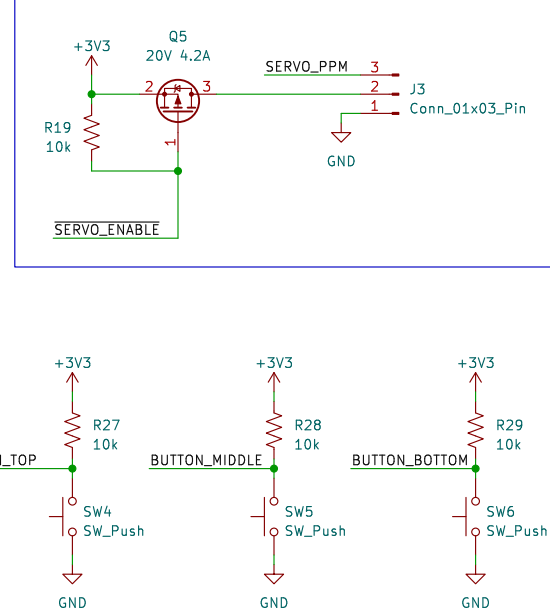 Q5
+3V3
20V 4.2A
SERVO_PPM
3
2
3
2
J3
R19
10k
1
Conn_01x03_Pin
1
GND
SERVO_ENABLE
+3V3
+3V3
+3V3
R27
10k
R28
10k
R29
10k
_TOP
BUTTON_MIDDLE
BUTTON_BOTTOM
SW4
SW_Push
SW5
SW_Push
SW6
SW_Push
GND
GND
GND